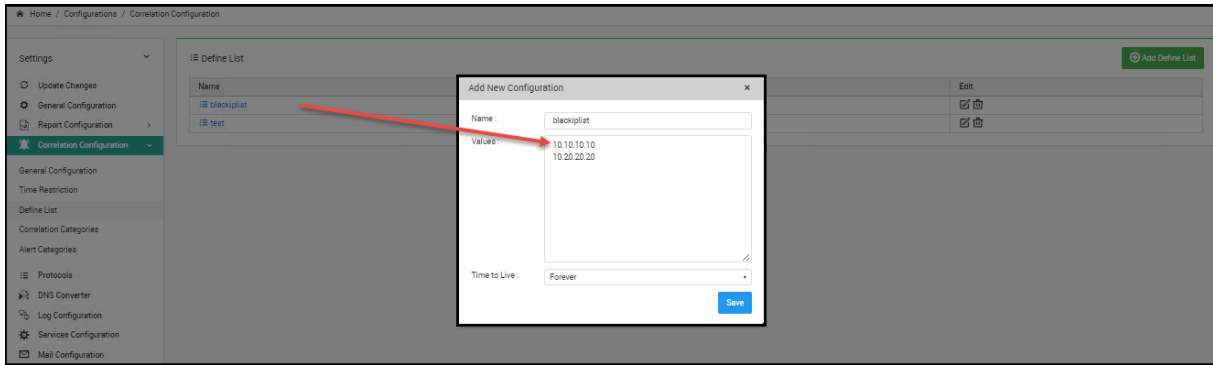 Home / Configurations / Correlation Configuration
Settings
Define List
Add Define List
Update Changes
General Configuration
Report Configuration
Correlation Configuration
General Configuration
Time Restriction
Define List
Correlation Categories
Alert Categories
Protocols
DNS Converter
Log Configuration
Services Configuration
Mail Configuration
Name
Edit
blackiplist
test
Add New Configuration ×
Name : blackiplist
Values : 10.10.10.10
10.20.20.20
Time to Live : Forever
Save